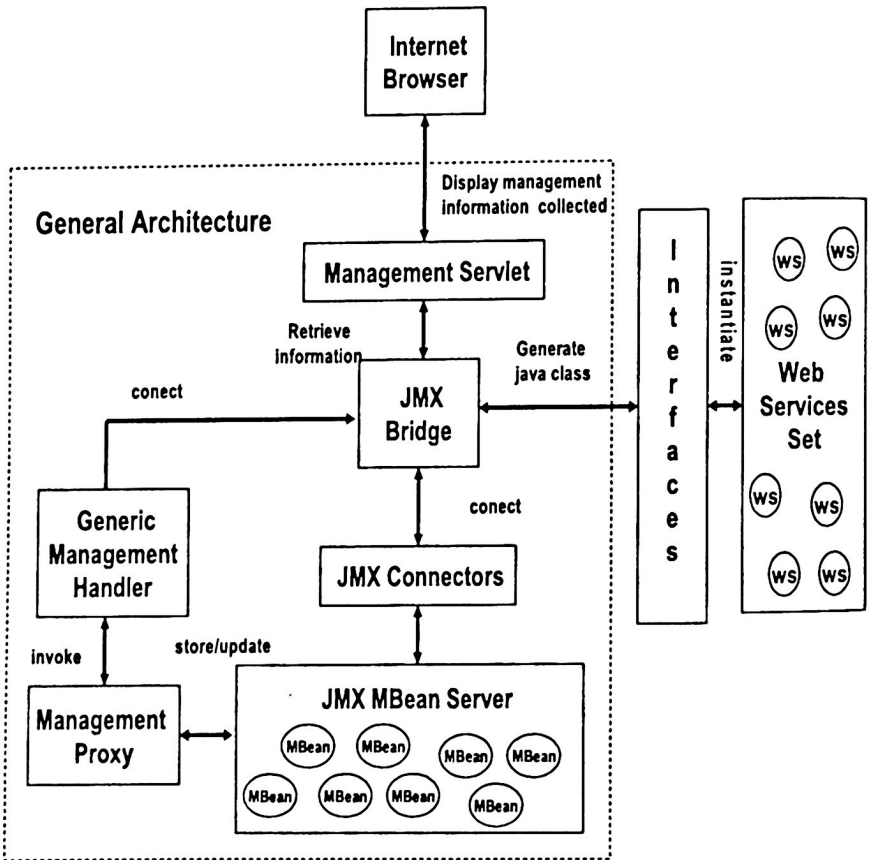 Internet
Browser
Display management
information collected
General Architecture
Management Servlet
Retrieve
information
Generate
java class
conect
JMX
Bridge
Interfaces
instantiate
WS
WS
WS
WS
Web
Services
Set
WS
WS
WS
WS
Generic
Management
Handler
conect
JMX Connectors
invoke
store/update
Management
Proxy
JMX MBean Server
MBean
MBean
MBean
MBean
MBean
MBean
MBean
MBean